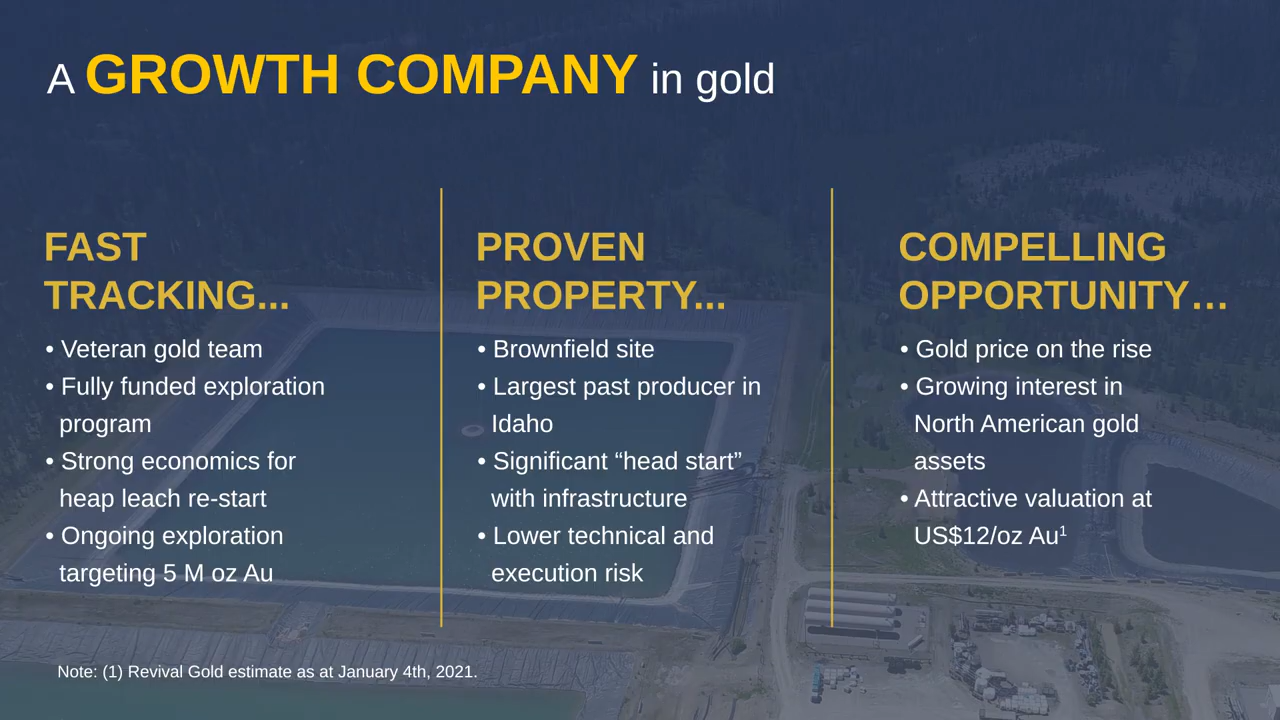 A GROWTH COMPANY in gold
FAST
TRACKING...
• Veteran gold team
• Fully funded exploration
program
• Strong economics for
heap leach re-start
• Ongoing exploration
targeting 5 M oz Au
PROVEN
PROPERTY...
• Brownfield site
• Largest past producer in
Idaho
• Significant “head start”
with infrastructure
• Lower technical and
execution risk
COMPELLING
OPPORTUNITY…
• Gold price on the rise
• Growing interest in
North American gold
assets
• Attractive valuation at
US$12/oz Au¹
Note: (1) Revival Gold estimate as at January 4th, 2021.